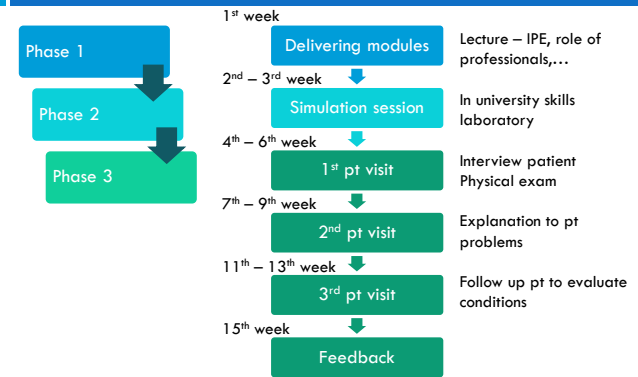 Phase 1
Phase 2
Phase 3
1st week
Delivering modules
Lecture – IPE, role of
professionals,...
2nd – 3rd week
Simulation session
In university skills
laboratory
4th – 6th week
1st pt visit
Interview patient
Physical exam
7th – 9th week
2nd pt visit
Explanation to pt
problems
11th – 13th week
3rd pt visit
Follow up pt to evaluate
conditions
15th week
Feedback